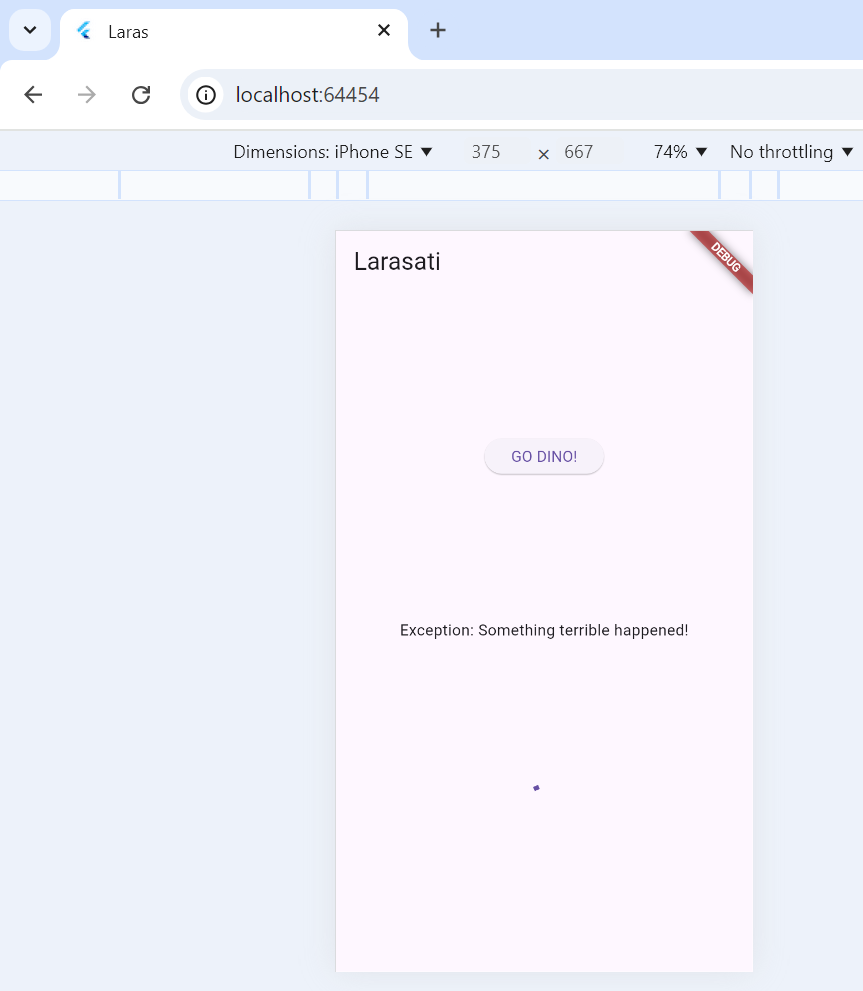 Laras
localhost:64454
Dimensions: iPhone SE 375 × 667 74% No throttling
Larasati
DEBUG
GO DINO!
Exception: Something terrible happened!